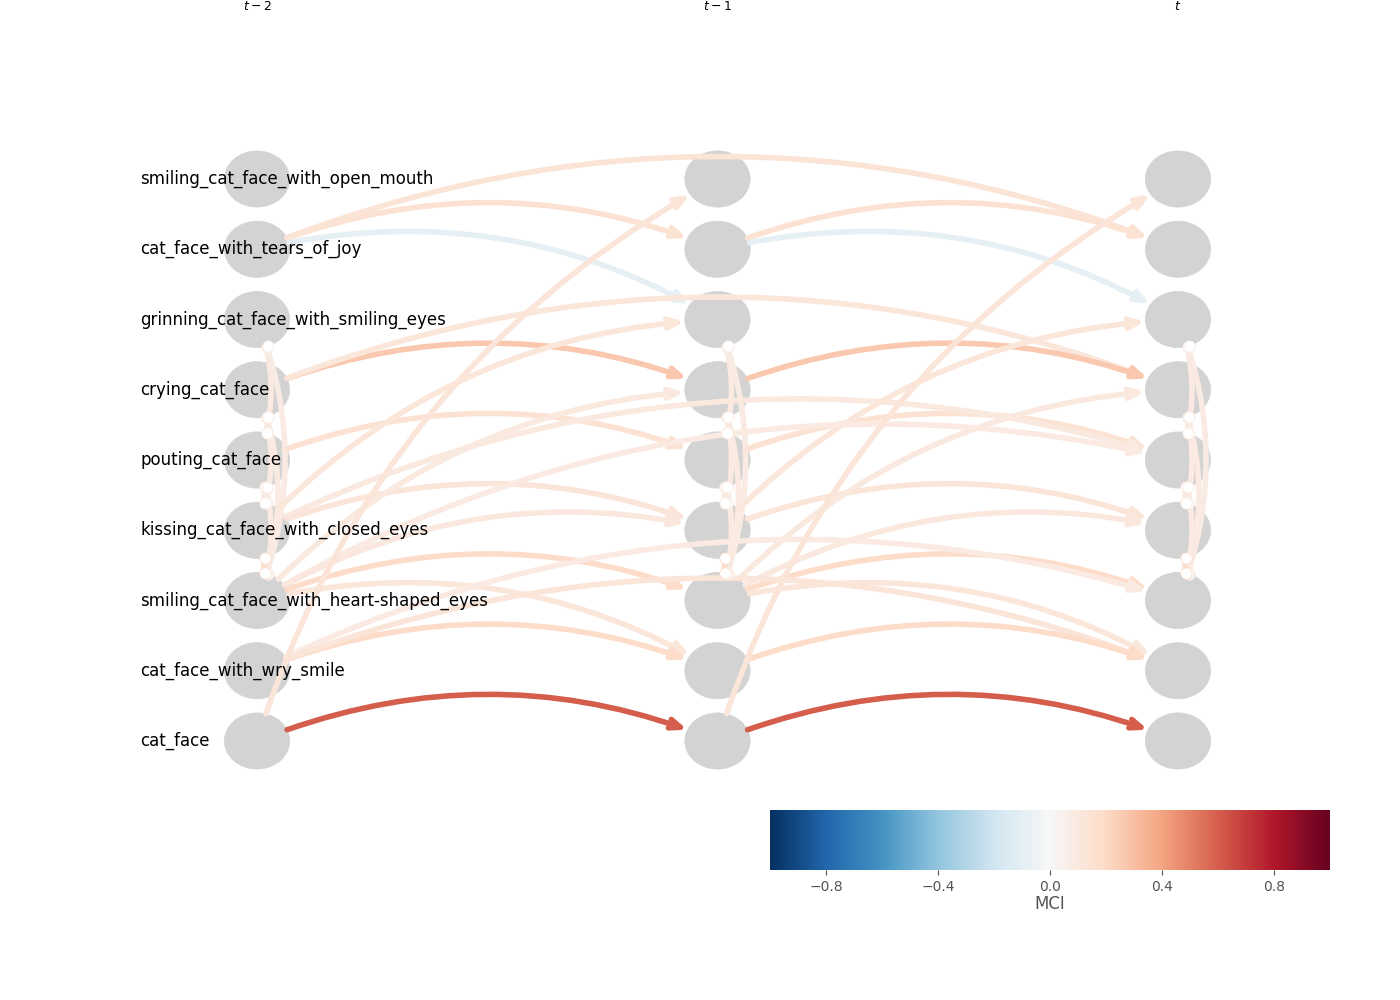 t − 2 t − 1 t
smiling_cat_face_with_open_mouth
cat_face_with_tears_of_joy
grinning_cat_face_with_smiling_eyes
crying_cat_face
pouting_cat_face
kissing_cat_face_with_closed_eyes
smiling_cat_face_with_heart-shaped_eyes
cat_face_with_wry_smile
cat_face
−0.8 −0.4 0.0 0.4 0.8
MCI